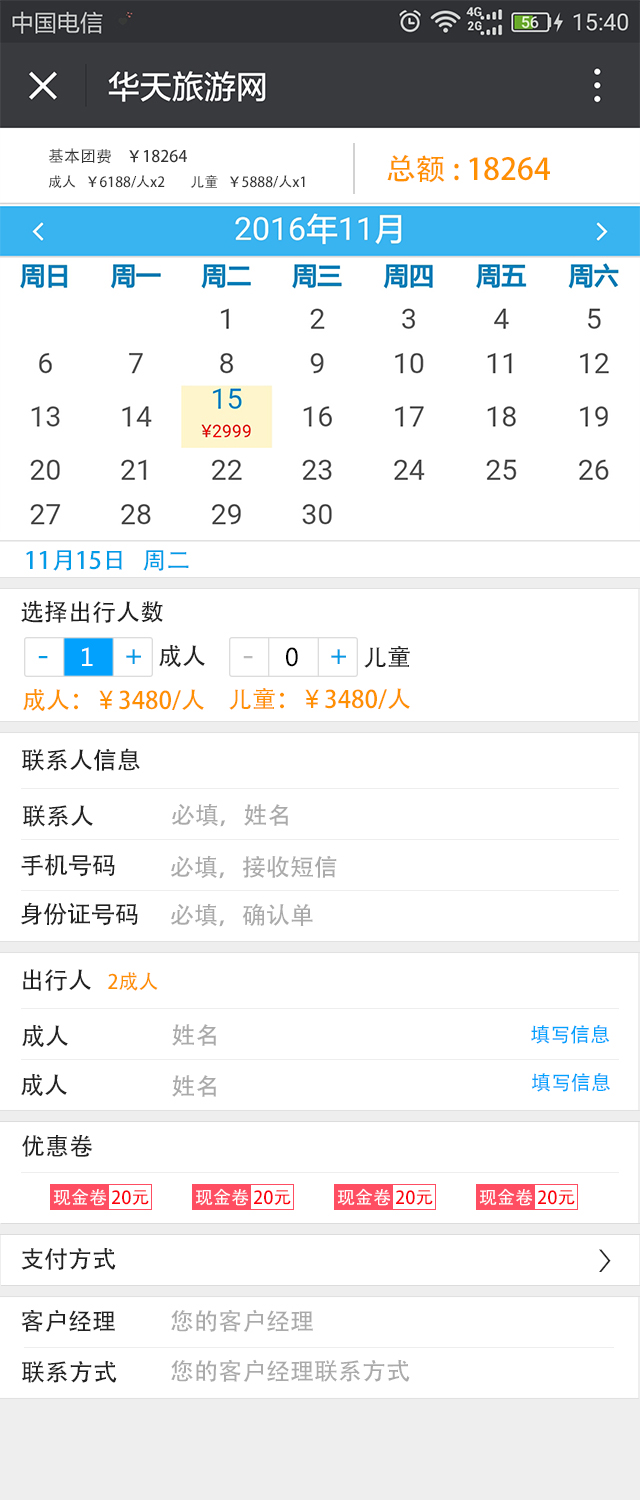 中国电信 4G 2G 56 15:40
华天旅游网
基本团费 ￥18264
成人 ￥6188/人x2 儿童 ￥5888/人x1
总额：18264
2016年11月
周日 周一 周二 周三 周四 周五 周六
1 2 3 4 5
6 7 8 9 10 11 12
13 14 15 16 17 18 19
¥2999
20 21 22 23 24 25 26
27 28 29 30
11月15日 周二
选择出行人数
- 1 + 成人 - 0 + 儿童
成人：￥3480/人 儿童：￥3480/人
联系人信息
联系人 必填，姓名
手机号码 必填，接收短信
身份证号码 必填，确认单
出行人 2成人
成人 姓名 填写信息
成人 姓名 填写信息
优惠卷
现金卷20元 现金卷20元 现金卷20元 现金卷20元
支付方式
客户经理 您的客户经理
联系方式 您的客户经理联系方式